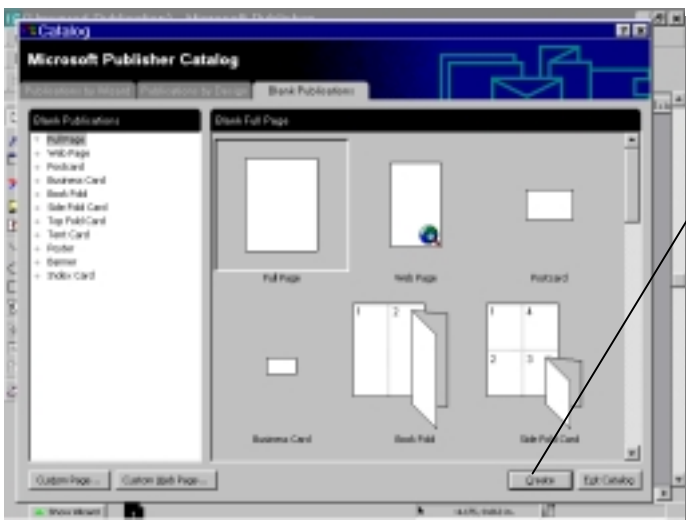 Catalog
Microsoft Publisher Catalog
Publications by Wizard Publications by Design Blank Publications
Blank Publications
Full Page
Web Page
Postcard
Business Card
Book Fold
Side Fold Card
Top Fold Card
Tent Card
Poster
Banner
Index Card
Blank Full Page
Full Page Web Page Postcard
1 2
1 4
2 3
Business Card Book Fold Side Fold Card
Custom Page... Custom Web Page... Create Exit Catalog
Show Wizard